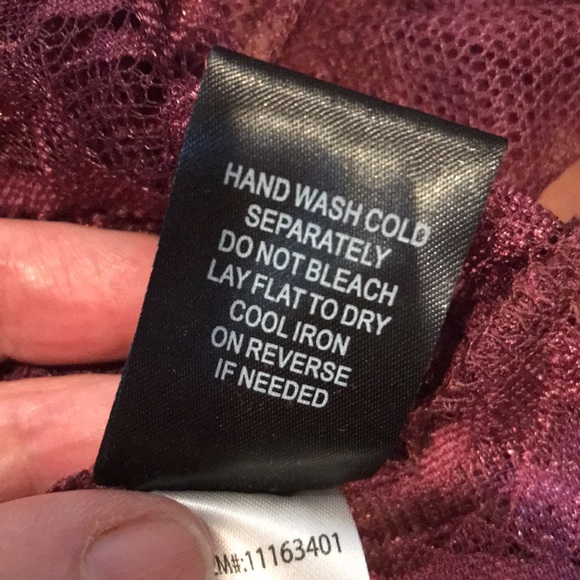 HAND WASH COLD
SEPARATELY
DO NOT BLEACH
LAY FLAT TO DRY
COOL IRON
ON REVERSE
IF NEEDED
M#:11163401